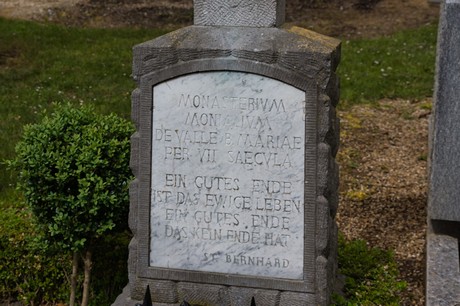 MONASTERIVM
MONIALIVM
DE VALLE B. MARIAE
PER VII SAECVLA
EIN GUTES ENDE
IST DAS EWIGE LEBEN
EIN GUTES ENDE
DAS KEIN ENDE HAT
ST. BERNHARD